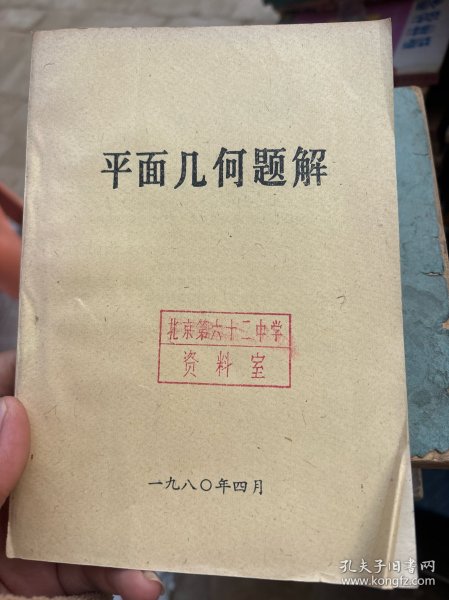 平面几何题解
北京第六十二中学
资料室
一九八〇年四月
孔夫子旧书网
www.kongfz.com